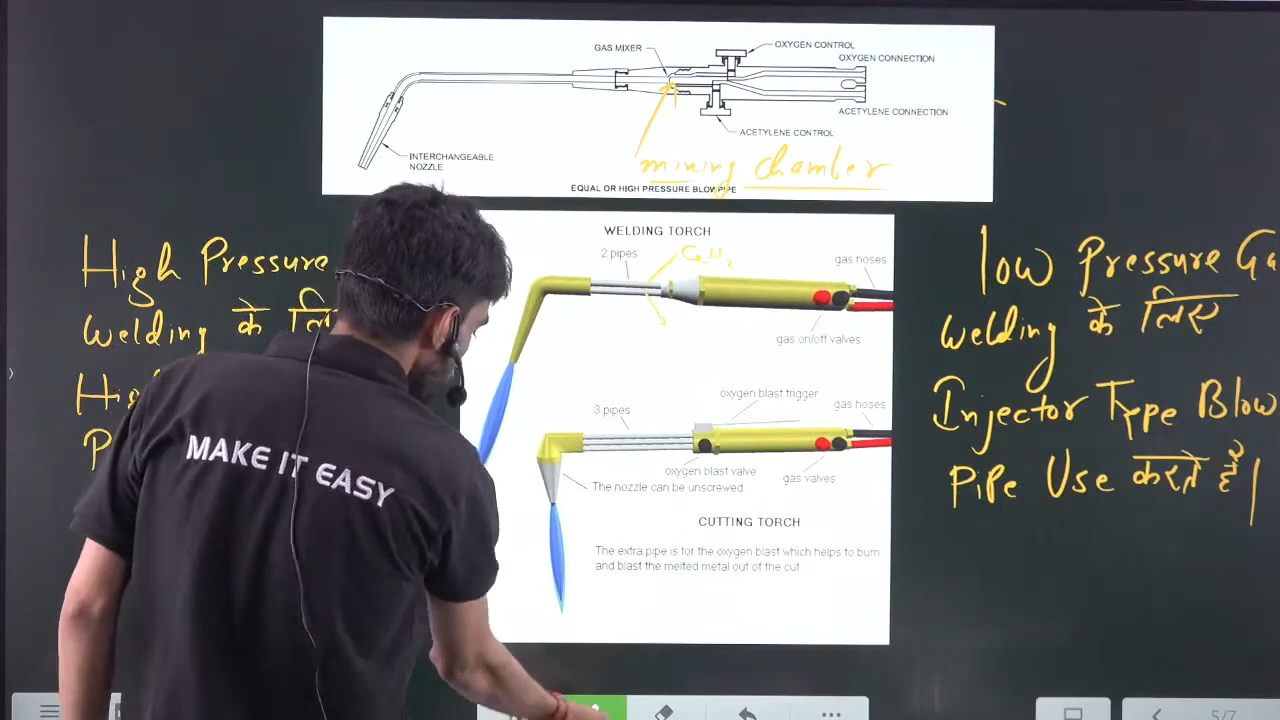 GAS MIXER
OXYGEN CONTROL
OXYGEN CONNECTION
ACETYLENE CONNECTION
ACETYLENE CONTROL
INTERCHANGEABLE
NOZZLE
mining chamber
EQUAL OR HIGH PRESSURE BLOWPIPE
High Pressure
welding के लि
P
WELDING TORCH
2 pipes
C2H2
gas hoses
gas on/off valves
oxygen blast trigger
3 pipes
gas hoses
oxygen blast valve
gas valves
The nozzle can be unscrewed
CUTTING TORCH
The extra pipe is for the oxygen blast which helps to burn
and blast the melted metal out of the cut
low Pressure Ga
welding के लिए
Injector Type Blow
Pipe Use करते हैं|
MAKE IT EASY
5/7